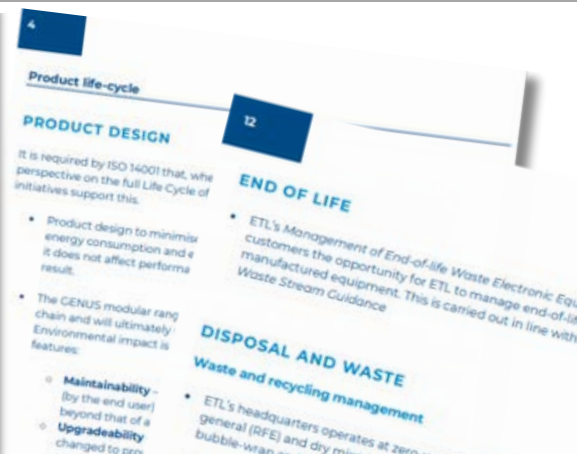 4
Product life-cycle
PRODUCT DESIGN
It is required by ISO 14001 that, whe
perspective on the full Life Cycle of
initiatives support this.
• Product design to minimis
energy consumption and e
it does not affect performa
result.
• The GENUS modular rang
chain and will ultimately
Environmental impact is
features:
○ Maintainability –
(by the end user)
beyond that of a
○ Upgradeability
changed to pro
12
END OF LIFE
• ETL's Management of End-of-life Waste Electronic Equ
customers the opportunity for ETL to manage end-of-lif
manufactured equipment. This is carried out in line with
Waste Stream Guidance
DISPOSAL AND WASTE
Waste and recycling management
• ETL's headquarters operates at zero
general (RFE) and dry mi
bubble-wrap